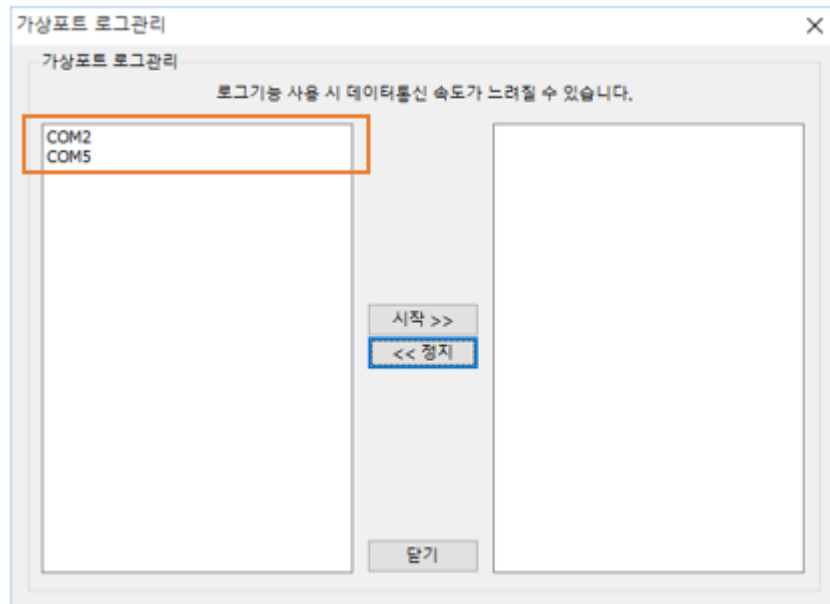 가상포트 로그관리
가상포트 로그관리
로그기능 사용 시 데이터통신 속도가 느려질 수 있습니다.
COM2
COM5
시작 >>
<< 정지
닫기